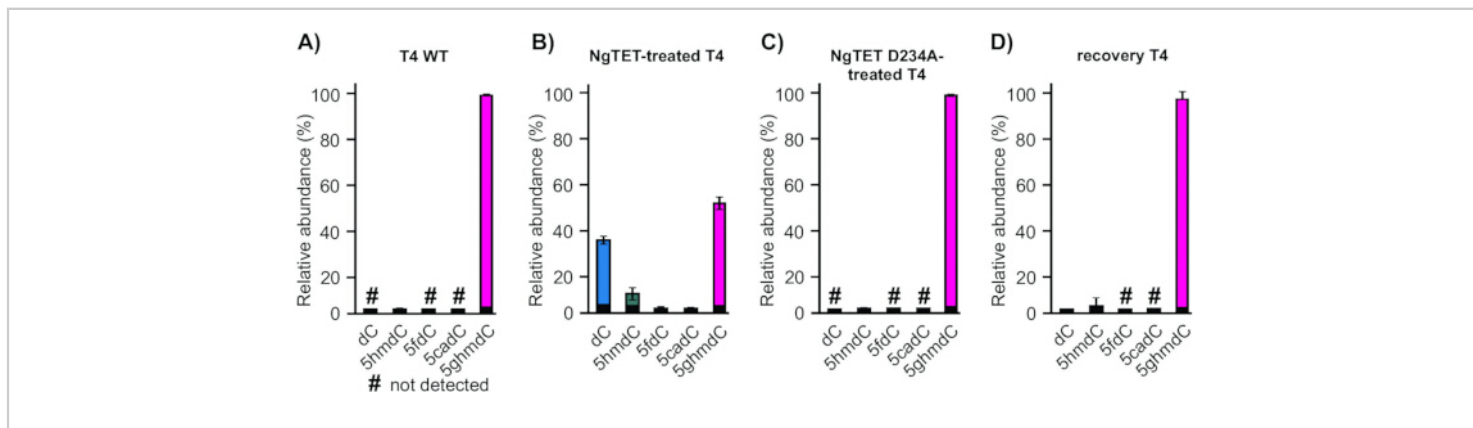 A)
T4 WT
Relative abundance (%)
100
80
60
40
20
0
#
#
#
dC
5hmdC
5fdC
5cadC
5ghmdC
# not detected
B)
NgTET-treated T4
Relative abundance (%)
100
80
60
40
20
0
dC
5hmdC
5fdC
5cadC
5ghmdC
C)
NgTET D234A-
treated T4
Relative abundance (%)
100
80
60
40
20
0
#
#
#
dC
5hmdC
5fdC
5cadC
5ghmdC
D)
recovery T4
Relative abundance (%)
100
80
60
40
20
0
#
#
dC
5hmdC
5fdC
5cadC
5ghmdC